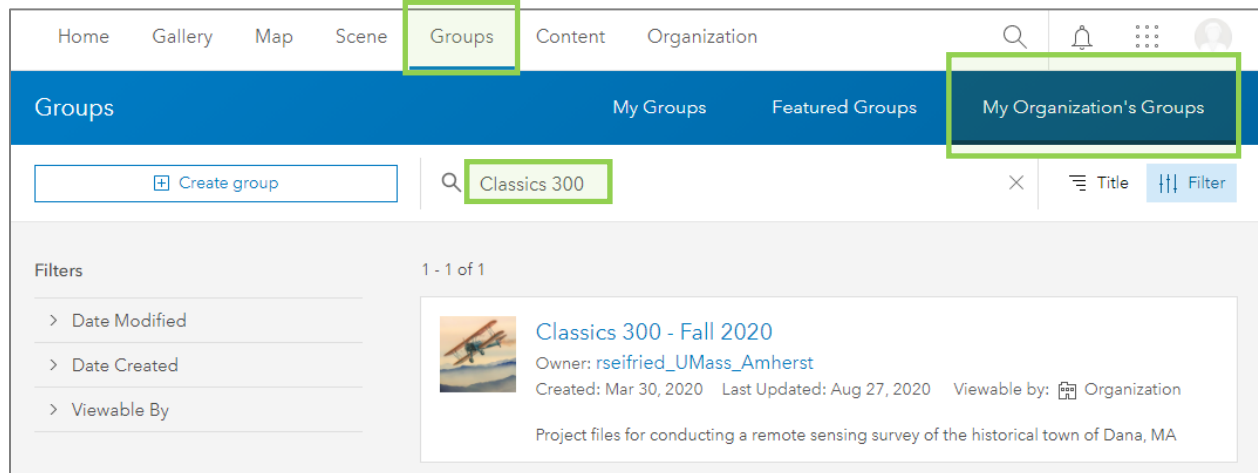 Home Gallery Map Scene Groups Content Organization
Groups My Groups Featured Groups My Organization's Groups
Create group Classics 300 Title Filter
Filters
1 - 1 of 1
Date Modified
Date Created
Viewable By
Classics 300 - Fall 2020
Owner: rseifried_UMass_Amherst
Created: Mar 30, 2020 Last Updated: Aug 27, 2020 Viewable by: Organization
Project files for conducting a remote sensing survey of the historical town of Dana, MA